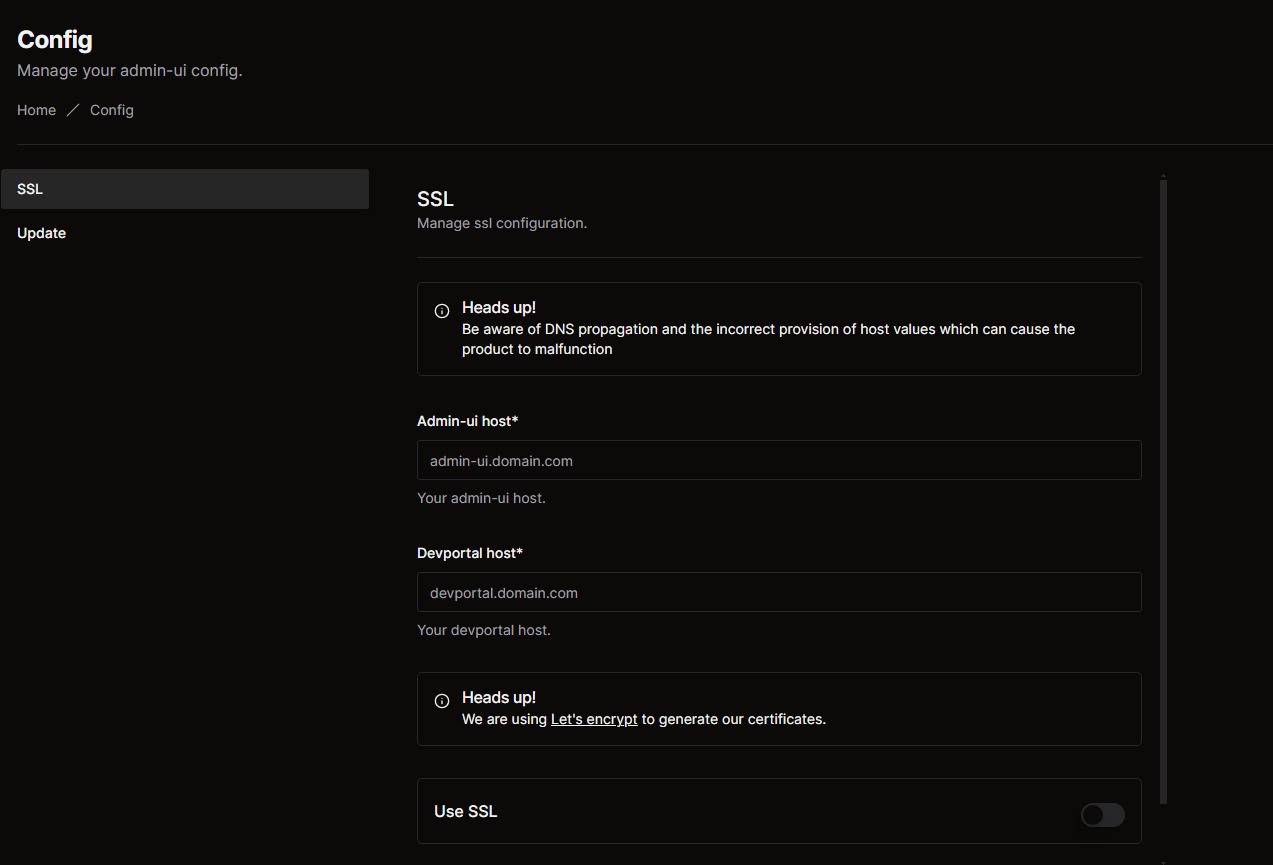 Config
Manage your admin-ui config.
Home / Config
SSL
Update
SSL
Manage ssl configuration.
Heads up!
Be aware of DNS propagation and the incorrect provision of host values which can cause the
product to malfunction
Admin-ui host*
admin-ui.domain.com
Your admin-ui host.
Devportal host*
devportal.domain.com
Your devportal host.
Heads up!
We are using Let's encrypt to generate our certificates.
Use SSL